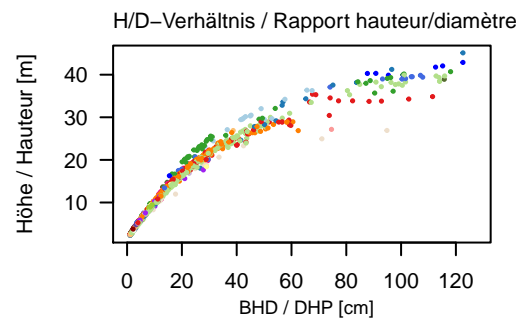 H/D−Verhältnis / Rapport hauteur/diamètre
Höhe / Hauteur [m]
40
30
20
10
0 20 40 60 80 100 120
BHD / DHP [cm]